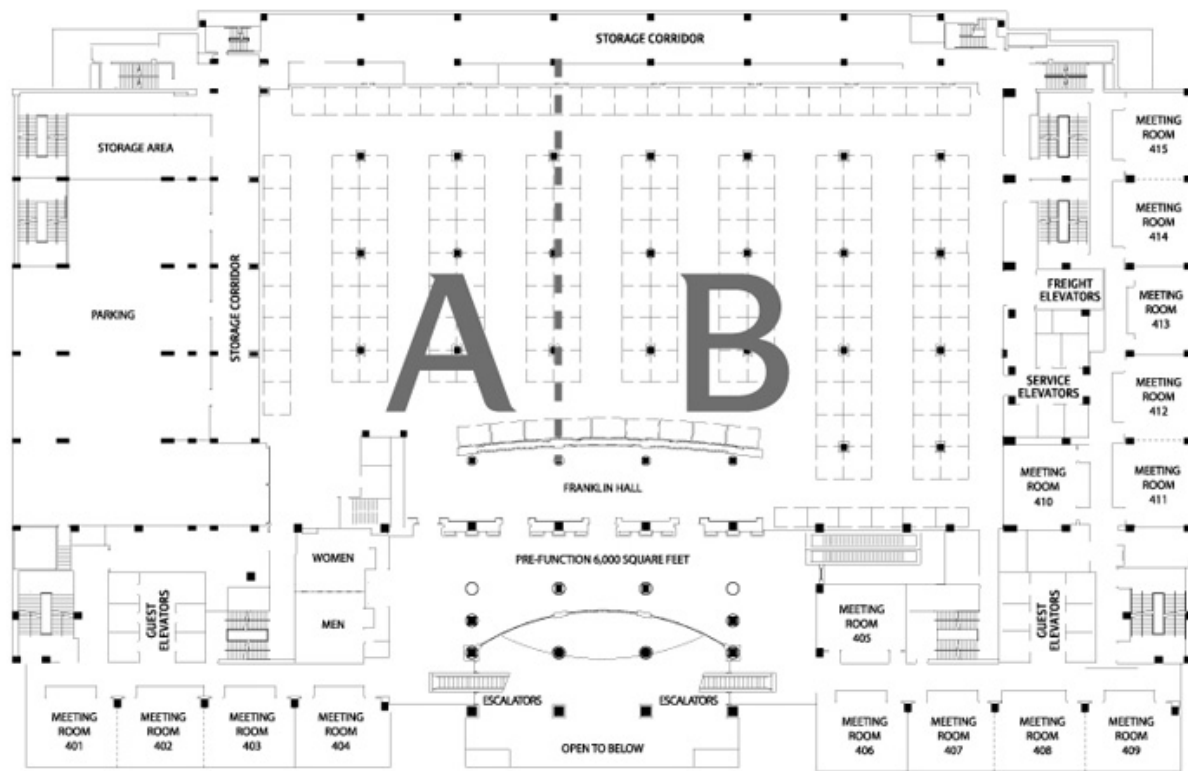 STORAGE CORRIDOR
STORAGE AREA
MEETING
ROOM
415
MEETING
ROOM
414
STORAGE CORRIDOR
FREIGHT
ELEVATORS
MEETING
ROOM
413
PARKING
A
B
SERVICE
ELEVATORS
MEETING
ROOM
412
FRANKLIN HALL
MEETING
ROOM
410
MEETING
ROOM
411
WOMEN
PRE-FUNCTION 6,000 SQUARE FEET
GUEST
ELEVATORS
MEN
MEETING
ROOM
405
GUEST
ELEVATORS
ESCALATORS
ESCALATORS
MEETING
ROOM
401
MEETING
ROOM
402
MEETING
ROOM
403
MEETING
ROOM
404
OPEN TO BELOW
MEETING
ROOM
406
MEETING
ROOM
407
MEETING
ROOM
408
MEETING
ROOM
409